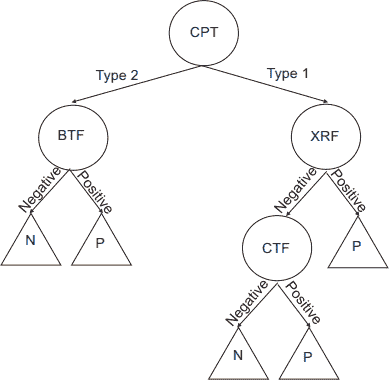 CPT
Type 2
Type 1
BTF
XRF
Negative
Positive
Negative
Positive
N
P
CTF
P
Negative
Positive
N
P